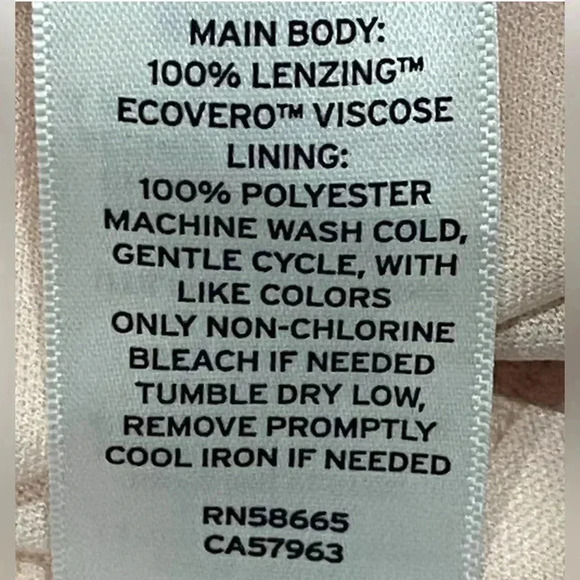 MAIN BODY:
100% LENZING™
ECOVERO™ VISCOSE
LINING:
100% POLYESTER
MACHINE WASH COLD,
GENTLE CYCLE, WITH
LIKE COLORS
ONLY NON-CHLORINE
BLEACH IF NEEDED
TUMBLE DRY LOW,
REMOVE PROMPTLY
COOL IRON IF NEEDED
RN58665
CA57963